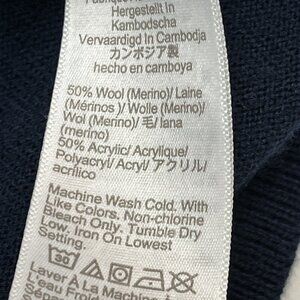 Hergestellt In
Kambodscha
Vervaardigd In Cambodja
カンボジア製
hecho en camboya
50% Wool (Merino)/ Laine
(Mérinos )/ Wolle (Merino)/
Wol (Merino)/ 毛/ lana
(merino)
50% Acrylic/ Acrylique/
Polyacryl/ Acryl/ アクリル/
acrílico
Machine Wash Cold. With
Like Colors. Non-chlorine
Bleach Only. Tumble Dry
Low. Iron On Lowest
Setting.
30
Laver À La Machine À